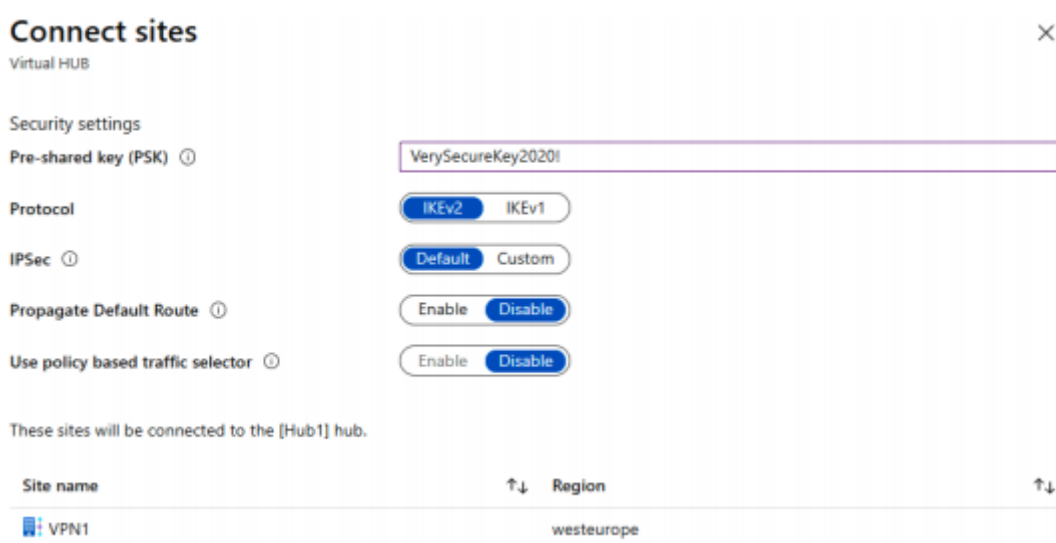 Connect sites
Virtual HUB
Security settings
Pre-shared key (PSK)
VerySecureKey2020!
Protocol
IKEv2 IKEv1
IPSec
Default Custom
Propagate Default Route
Enable Disable
Use policy based traffic selector
Enable Disable
These sites will be connected to the [Hub1] hub.
Site name Region
VPN1 westeurope